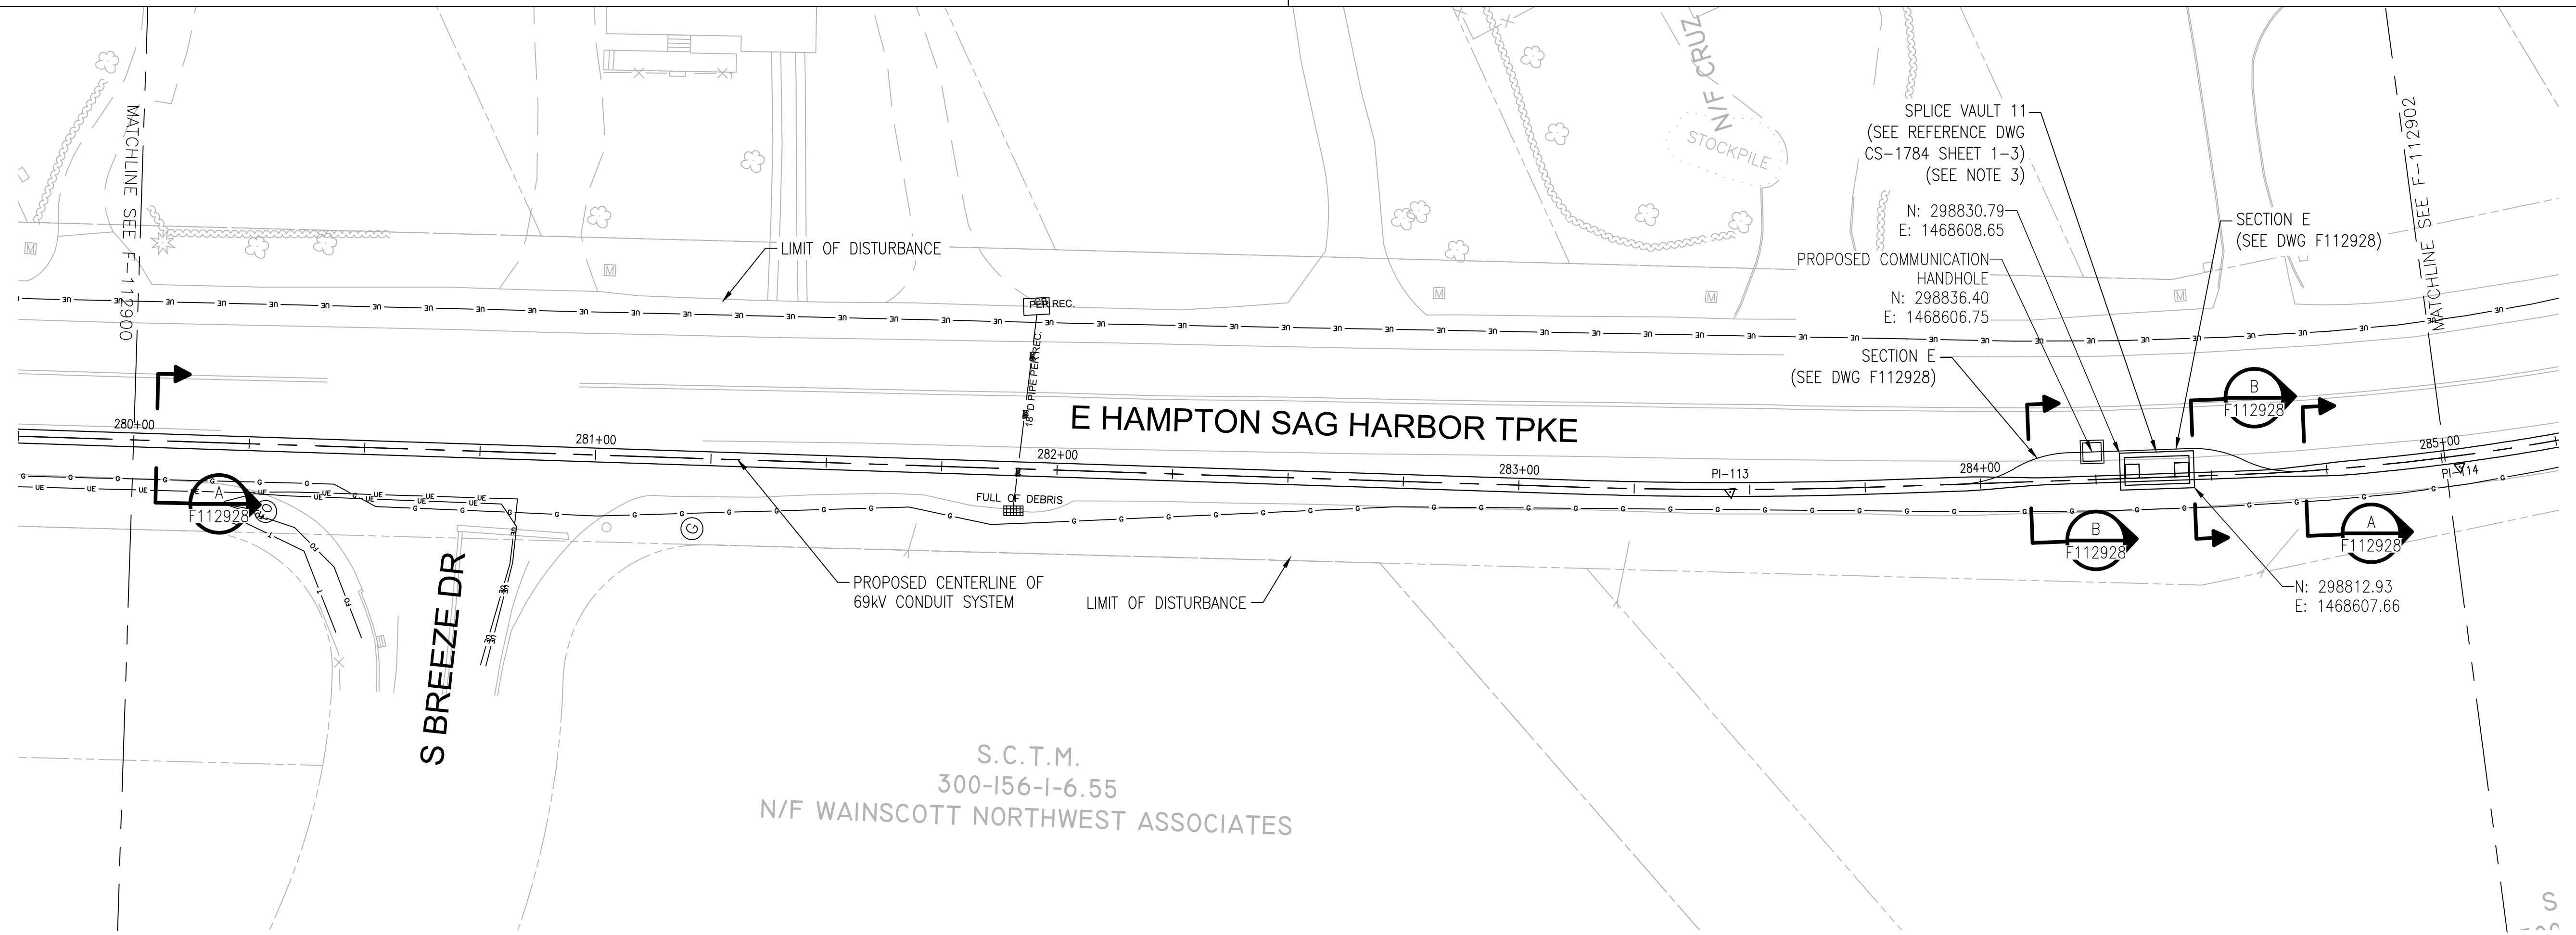 N/F CRUZ
STOCKPILE
MATCHLINE SEE F-112900
MATCHLINE SEE F-112902
SPLICE VAULT 11
(SEE REFERENCE DWG
CS-1784 SHEET 1-3)
(SEE NOTE 3)
N: 298830.79
E: 1468608.65
PROPOSED COMMUNICATION
HANDHOLE
N: 298836.40
E: 1468606.75
SECTION E
(SEE DWG F112928)
SECTION E
(SEE DWG F112928)
LIMIT OF DISTURBANCE
PER REC.
18" D PIPE PER REC.
E HAMPTON SAG HARBOR TPKE
280+00
281+00
282+00
283+00
284+00
285+00
PI-113
PI-114
B
F112928
A
F112928
B
F112928
A
F112928
FULL OF DEBRIS
PROPOSED CENTERLINE OF
69kV CONDUIT SYSTEM
LIMIT OF DISTURBANCE
N: 298812.93
E: 1468607.66
S BREEZE DR
S.C.T.M.
300-156-1-6.55
N/F WAINSCOTT NORTHWEST ASSOCIATES